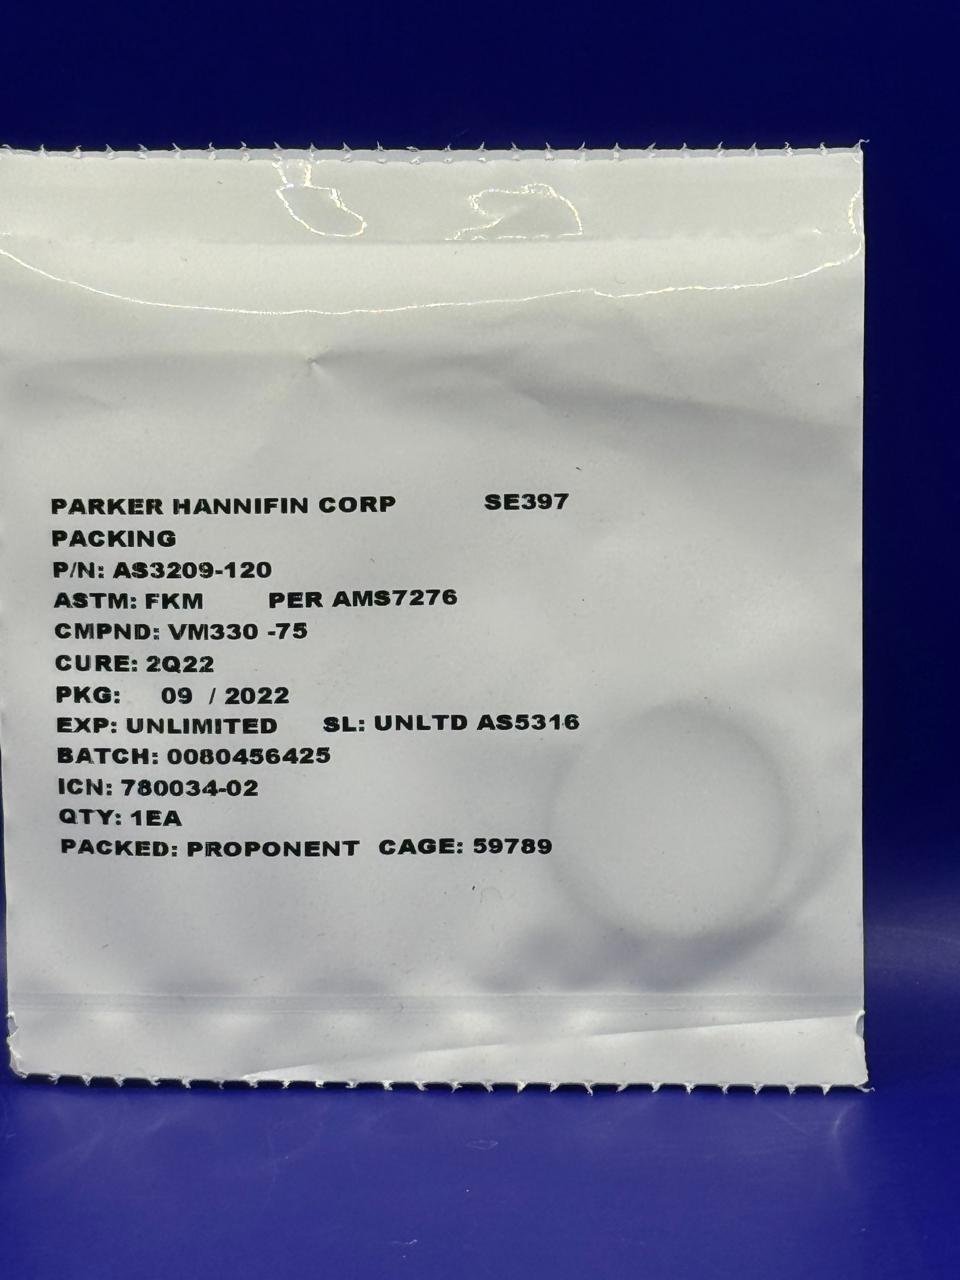 PARKER HANNIFIN CORP SE397
PACKING
P/N: AS3209-120
ASTM: FKM PER AMS7276
CMPND: VM330 -75
CURE: 2Q22
PKG: 09 / 2022
EXP: UNLIMITED SL: UNLTD AS5316
BATCH: 0080456425
ICN: 780034-02
QTY: 1EA
PACKED: PROPONENT CAGE: 59789